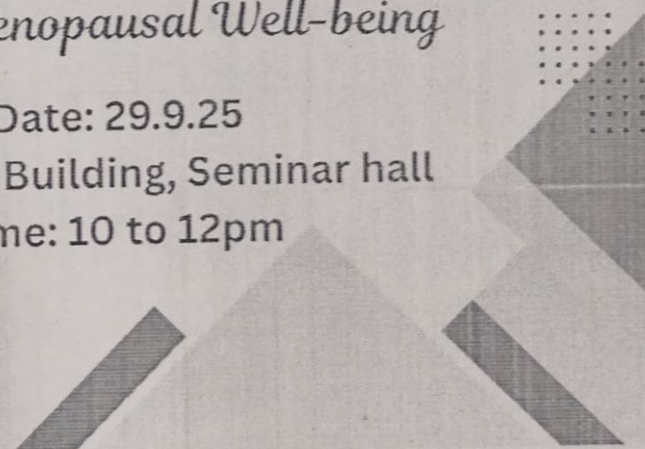 enopausal Well-being
Date: 29.9.25
Building, Seminar hall
me: 10 to 12pm